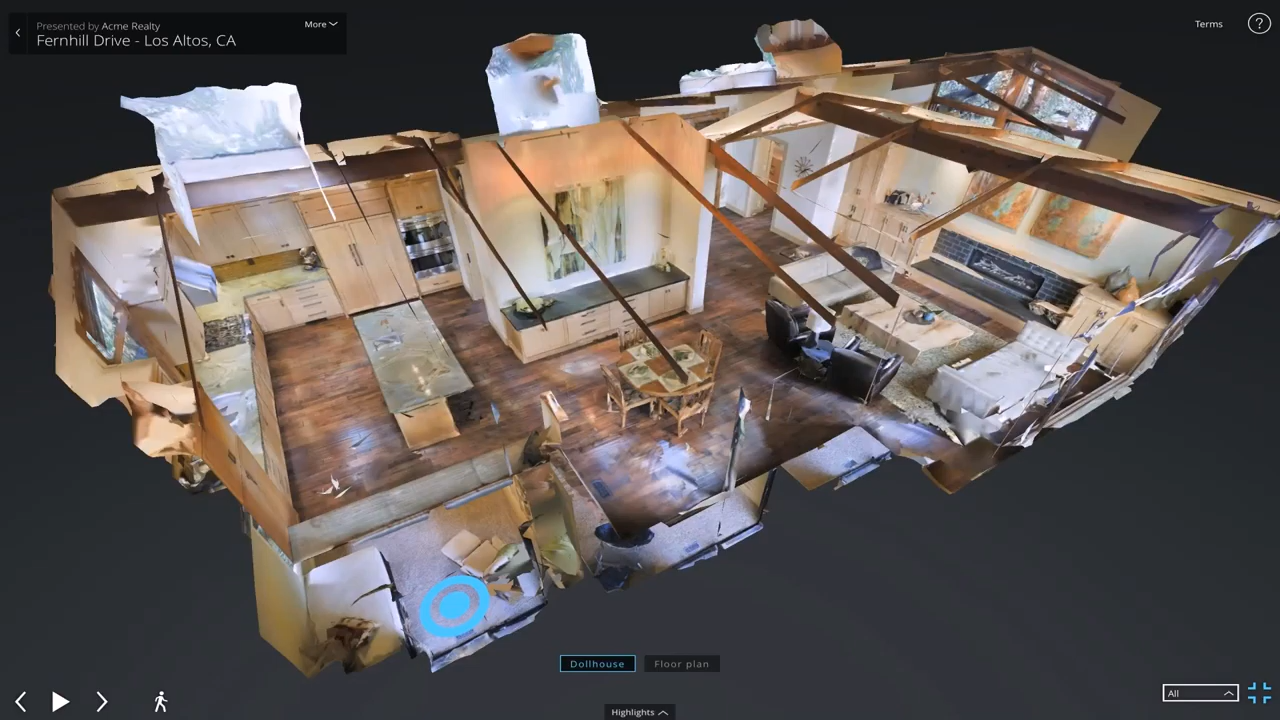 Presented by Acme Realty
Fernhill Drive - Los Altos, CA
More
Terms
?
Dollhouse
Floor plan
All
Highlights